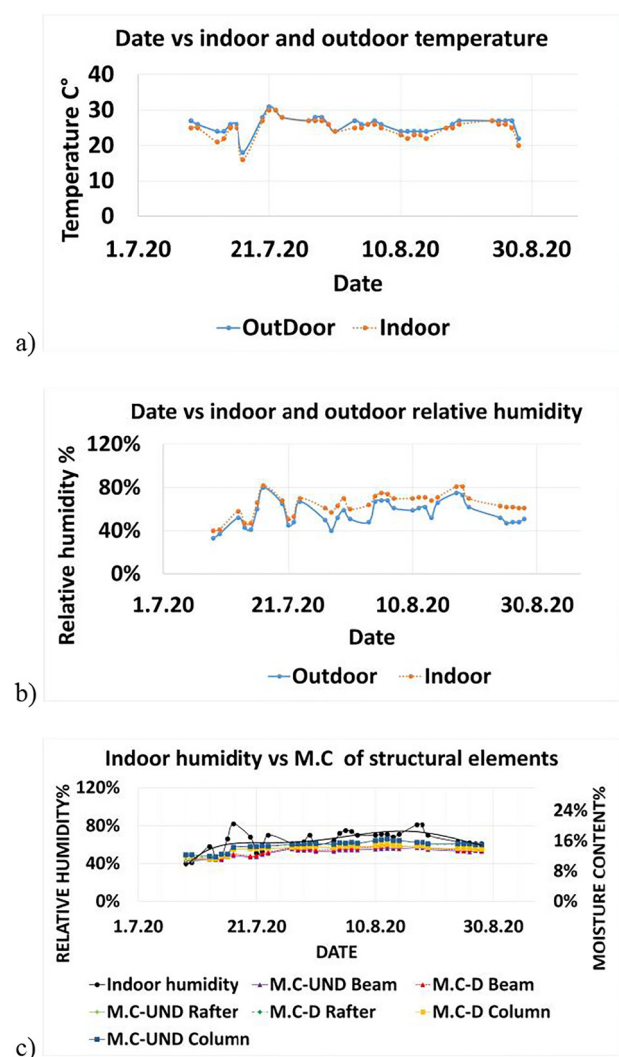 Date vs indoor and outdoor temperature
Temperature C°
40
30
20
10
0
1.7.20 21.7.20 10.8.20 30.8.20
Date
OutDoor Indoor
a)
Date vs indoor and outdoor relative humidity
Relative humidity %
120%
80%
40%
0%
1.7.20 21.7.20 10.8.20 30.8.20
Date
Outdoor Indoor
b)
Indoor humidity vs M.C of structural elements
RELATIVE HUMIDITY%
120%
80%
40%
0%
24%
16%
8%
0%
MOISTURE CONTENT%
1.7.20 21.7.20 10.8.20 30.8.20
DATE
Indoor humidity M.C-UND Beam M.C-D Beam
M.C-UND Rafter M.C-D Rafter M.C-D Column
M.C-UND Column
c)